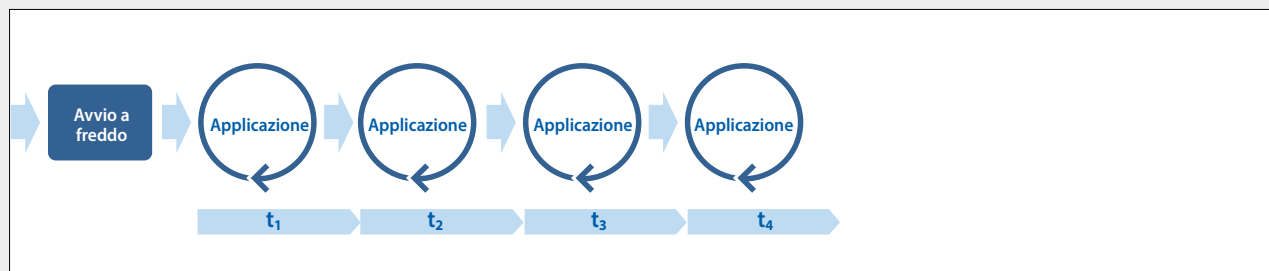 Avvio a
freddo
Applicazione
Applicazione
Applicazione
Applicazione
t₁
t₂
t₃
t₄